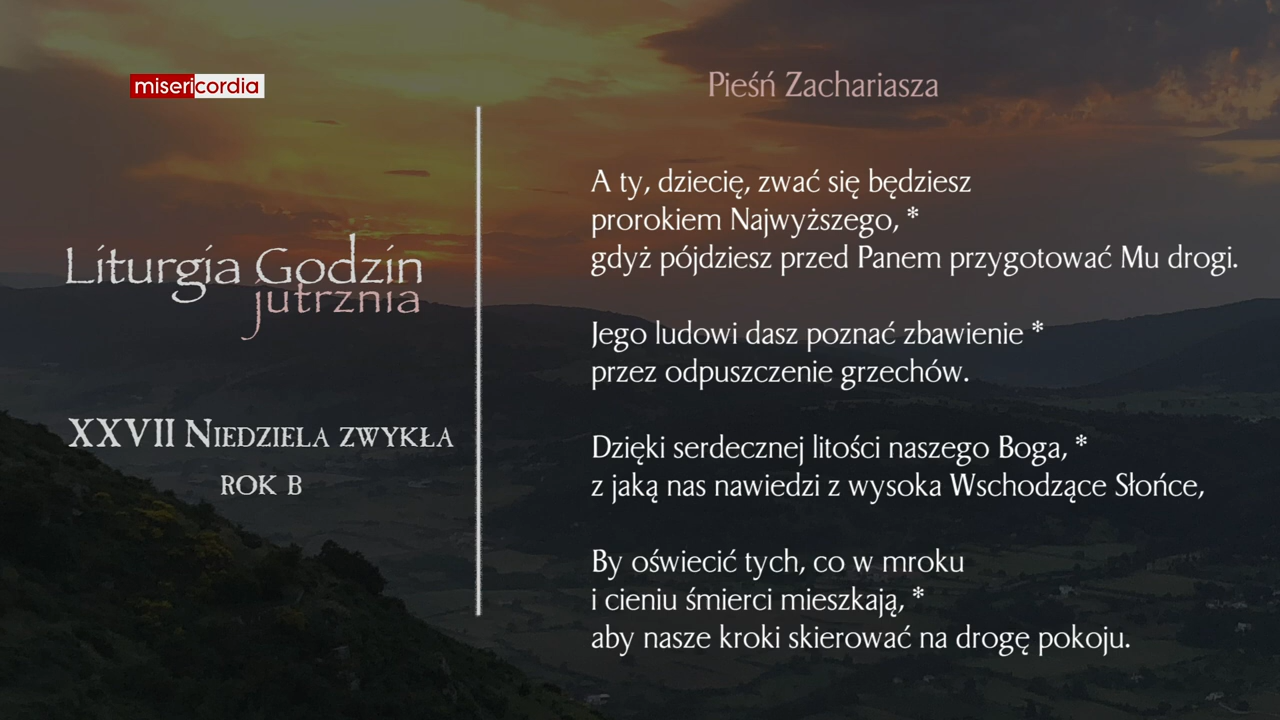 misericordia
Liturgia Godzin
jutrznia
XXVII Niedziela zwykła
rok B
Pieśń Zachariasza
A ty, dziecię, zwać się będziesz
prorokiem Najwyższego, *
gdyż pójdziesz przed Panem przygotować Mu drogi.
Jego ludowi dasz poznać zbawienie *
przez odpuszczenie grzechów.
Dzięki serdecznej litości naszego Boga, *
z jaką nas nawiedzi z wysoka Wschodzące Słońce,
By oświecić tych, co w mroku
i cieniu śmierci mieszkają, *
aby nasze kroki skierować na drogę pokoju.